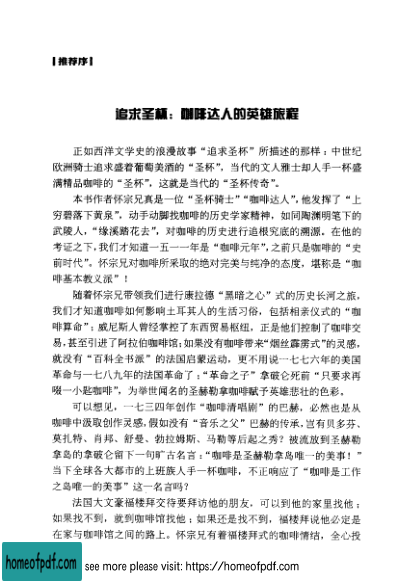 ┃推荐序┃
追求圣杯：咖啡达人的英雄旅程
正如西洋文学史的浪漫故事“追求圣杯”所描述的那样：中世纪
欧洲骑士追求盛着葡萄美酒的“圣杯”，当代的文人雅士却人手一杯盛
满精品咖啡的“圣杯”，这就是当代的“圣杯传奇”。
本书作者怀宗兄真是一位“圣杯骑士”“咖啡达人”，他发挥了“上
穷碧落下黄泉”，动手动脚找咖啡的历史学家精神，如同陶渊明笔下的
武陵人，“缘溪踏花去”，对咖啡的历史进行追根究底的溯源，在他的
考证之下，我们才知道一五一一年是“咖啡元年”，之前只是咖啡的“史
前时代”。怀宗兄对咖啡所采取的绝对完美与纯净的态度，堪称是“咖
啡基本教义派”！
随着怀宗兄带领我们进行康拉德“黑暗之心”式的历史长河之旅，
我们才知道咖啡如何影响土耳其人的生活习俗，包括相亲仪式的“咖
啡算命”；威尼斯人曾经掌控了东西贸易枢纽，正是他们控制了咖啡交
易，甚至引进了阿拉伯咖啡馆；如果没有咖啡带来“烟丝霹雳式”的灵感，
就没有“百科全书派”的法国启蒙运动，更不用说一七七六年的美国
革命与一七八九年的法国革命了；“革命之子”拿破仑死前“只要求再
啜一小匙咖啡”，为举世闻名的圣赫勒拿咖啡赋予英雄悲壮的色彩。
可以想见，一七三四年创作“咖啡清唱剧”的巴赫，必然也是从
咖啡中汲取创作灵感，假如没有“音乐之父”巴赫的传承，岂有贝多芬、
莫扎特、肖邦、舒曼、勃拉姆斯、马勒等后起之秀？被流放到圣赫勒
拿岛的拿破仑留下一句旷古名言：“咖啡是圣赫勒拿岛唯一的美事！”
当下全球各大都市的上班族人手一杯咖啡，不正响应了“咖啡是工作
之岛唯一的美事”这一名言吗？
法国大文豪福楼拜交待要拜访他的朋友，可以到他的家里找他；
如果找不到，就到咖啡馆找他；如果还是找不到，福楼拜说他必定是
在家与咖啡馆之间的路上。怀宗兄有着福楼拜式的咖啡情结，全心投
homeofpdf.com
see more please visit: https://homeofpdf.com